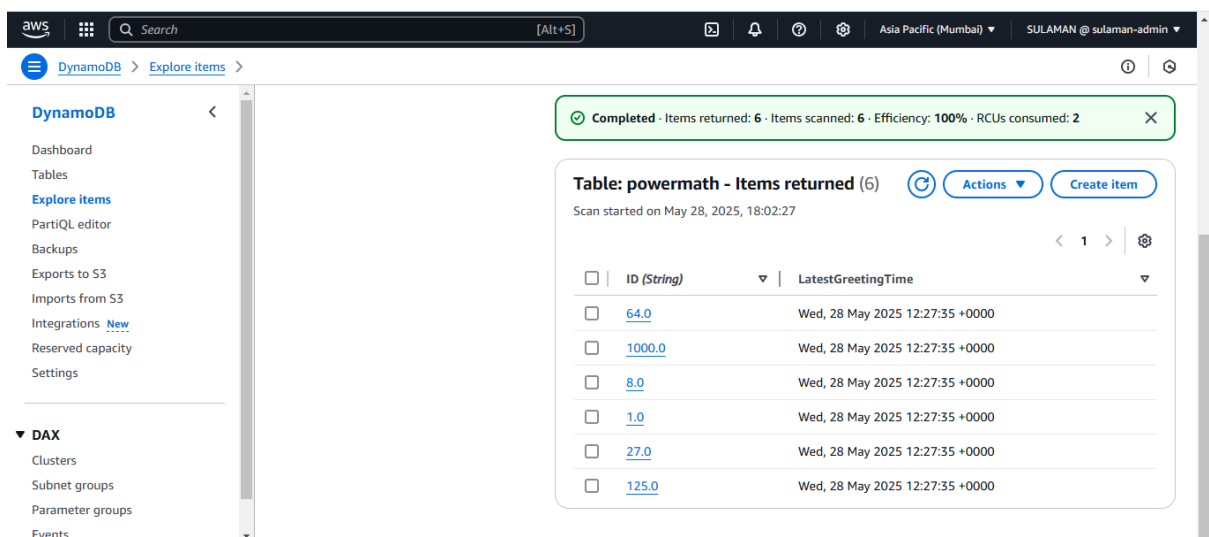 aws Search [Alt+S] Asia Pacific (Mumbai) ▼ SULAMAN @ sulaman-admin ▼
DynamoDB > Explore items >
DynamoDB
Dashboard
Tables
Explore items
PartiQL editor
Backups
Exports to S3
Imports from S3
Integrations New
Reserved capacity
Settings
▼ DAX
Clusters
Subnet groups
Parameter groups
Events
Completed · Items returned: 6 · Items scanned: 6 · Efficiency: 100% · RCUs consumed: 2
Table: powermath - Items returned (6) Actions ▼ Create item
Scan started on May 28, 2025, 18:02:27
< 1 >
ID (String) LatestGreetingTime
64.0 Wed, 28 May 2025 12:27:35 +0000
1000.0 Wed, 28 May 2025 12:27:35 +0000
8.0 Wed, 28 May 2025 12:27:35 +0000
1.0 Wed, 28 May 2025 12:27:35 +0000
27.0 Wed, 28 May 2025 12:27:35 +0000
125.0 Wed, 28 May 2025 12:27:35 +0000